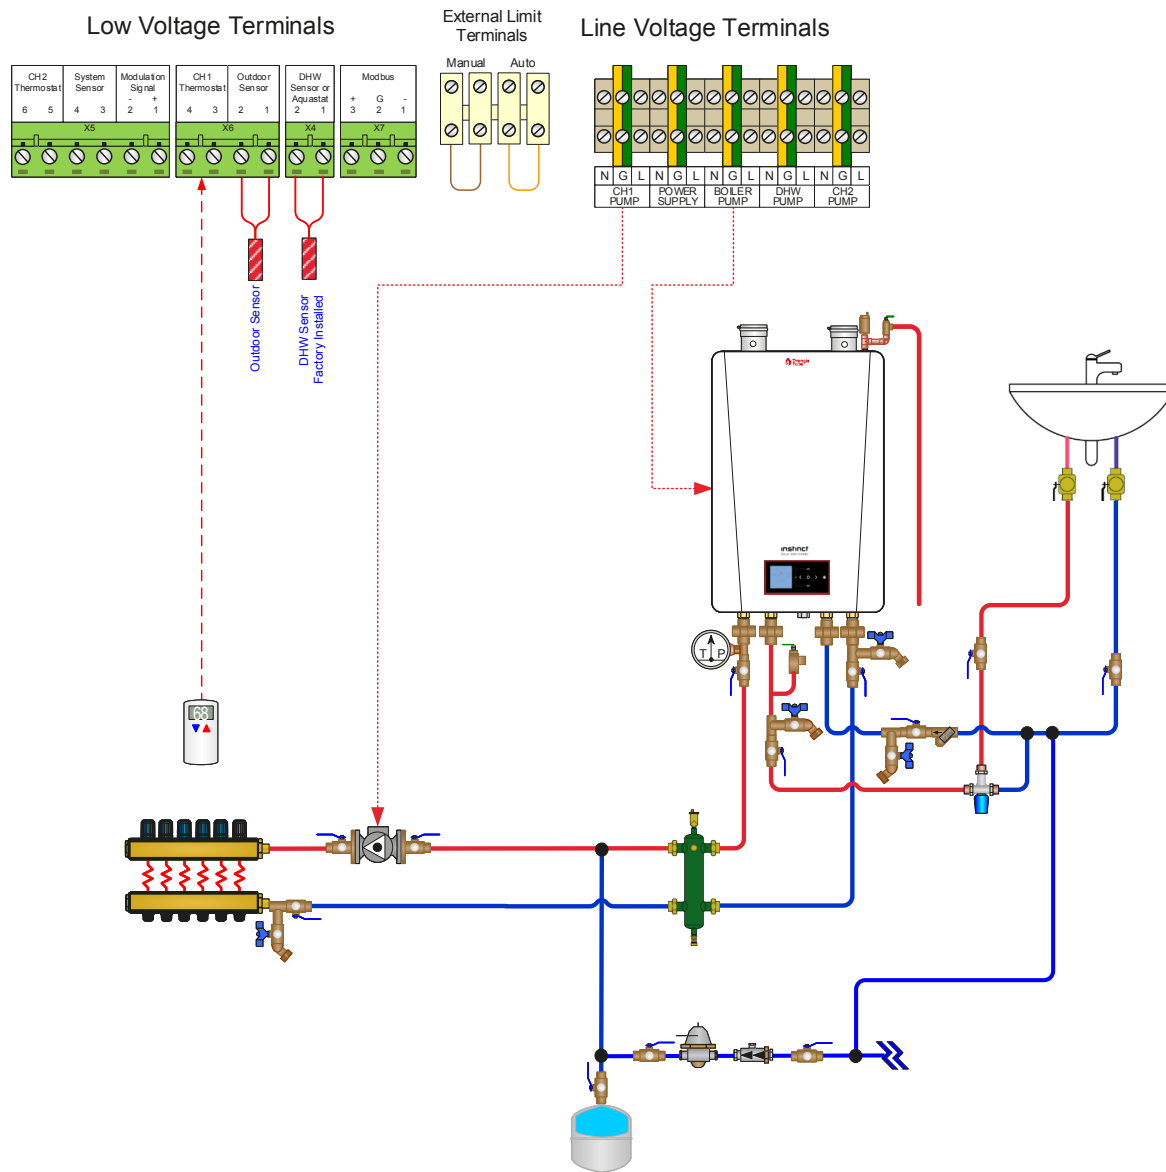 Low Voltage Terminals
External Limit
Terminals
Line Voltage Terminals
Manual Auto
CH2
Thermostat
6 5
System
Sensor
4 3
Modulation
Signal
- +
2 1
X5
CH1
Thermostat
4 3
Outdoor
Sensor
2 1
X6
DHW
Sensor or
Aquastat
2 1
X4
Modbus
+ G -
3 2 1
X7
N G L N G L N G L N G L N G L
CH1
PUMP
POWER
SUPPLY
BOILER
PUMP
DHW
PUMP
CH2
PUMP
Outdoor Sensor
DHW Sensor
Factory Installed
Triangle
Tube
instinct
T P
68